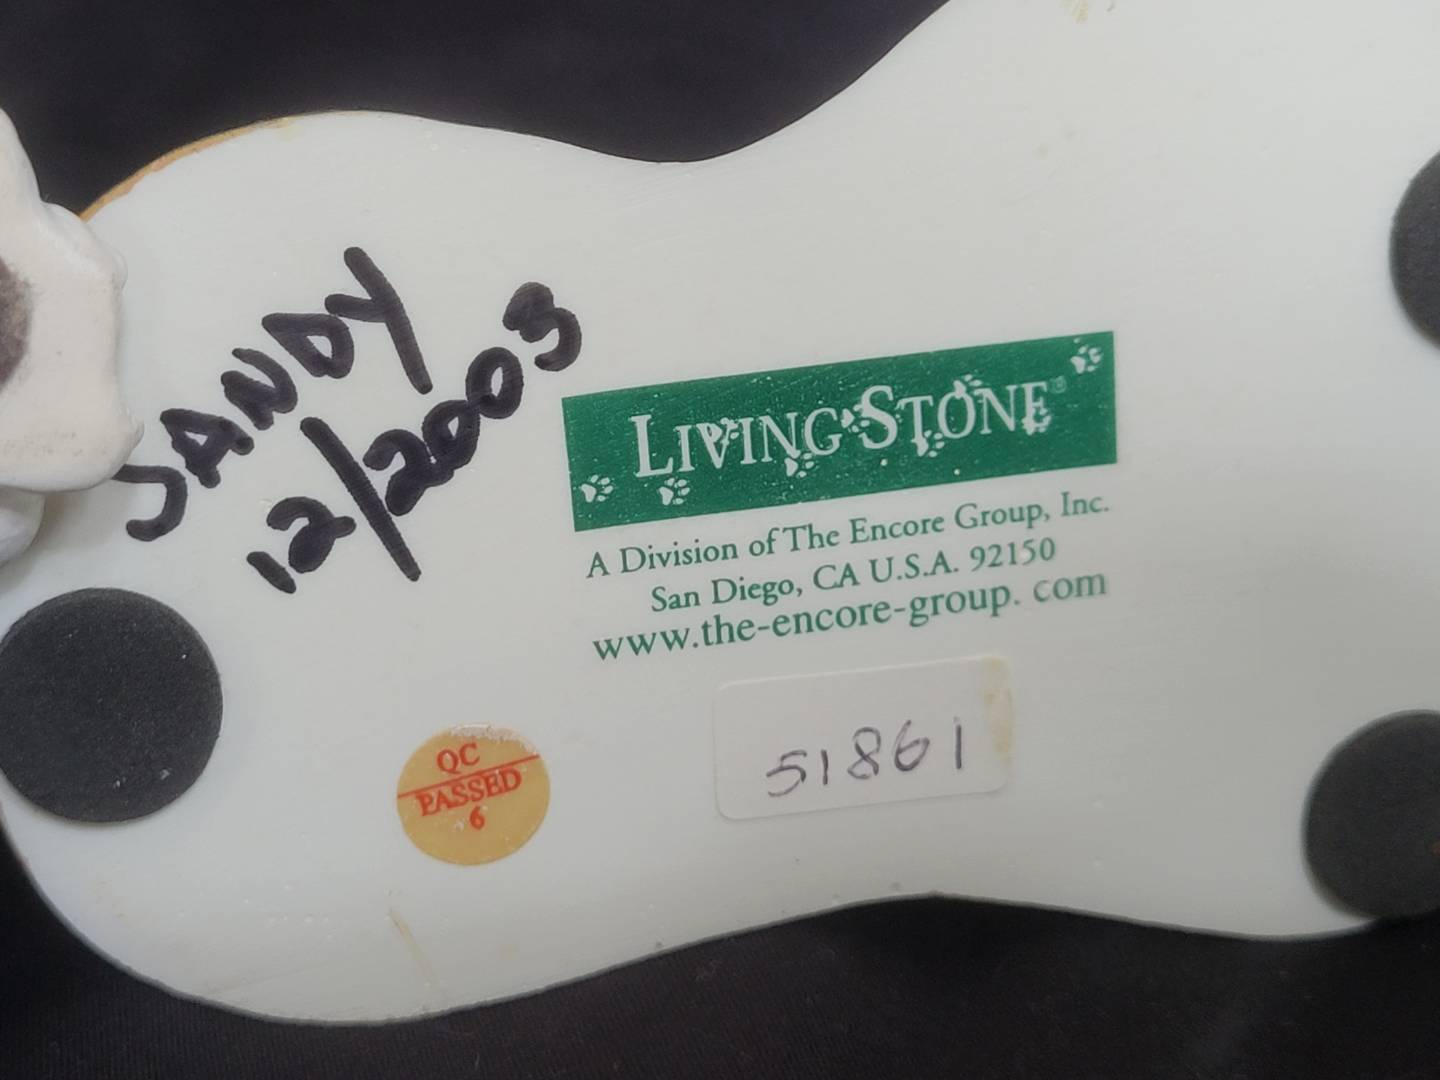 SANDY
12/2003
LIVING STONE®
A Division of The Encore Group, Inc.
San Diego, CA U.S.A. 92150
www.the-encore-group. com
QC
PASSED
6
51861